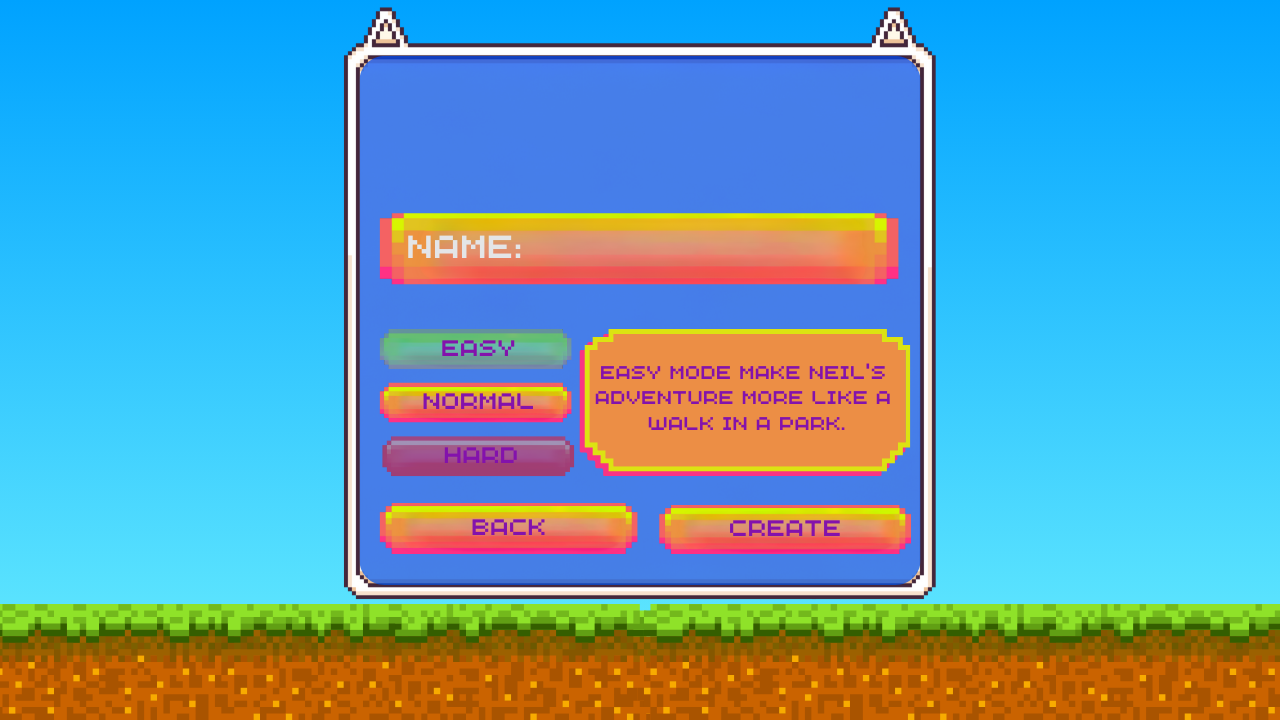 NAME:
EASY
NORMAL
HARD
EASY MODE MAKE NEIL'S
ADVENTURE MORE LIKE A
WALK IN A PARK.
BACK
CREATE